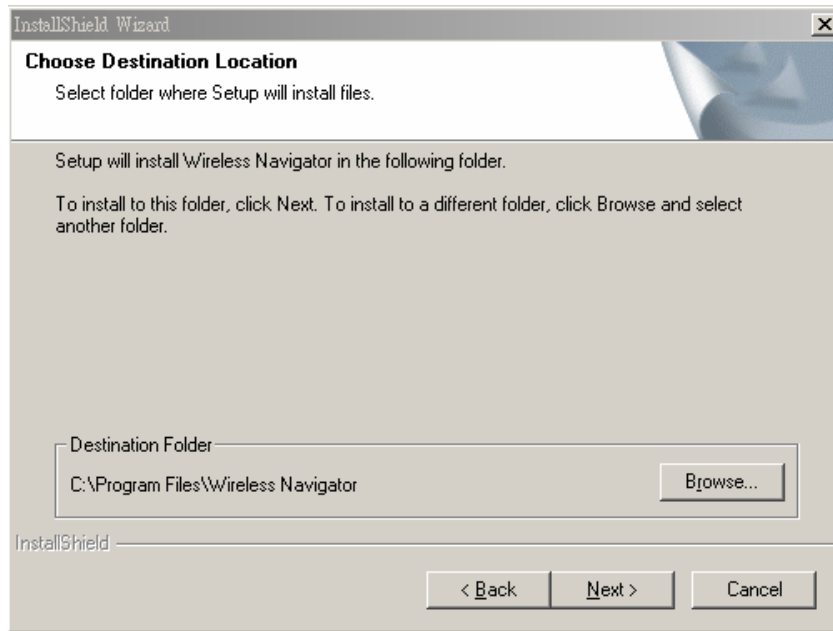 InstallShield Wizard
Choose Destination Location
Select folder where Setup will install files.
Setup will install Wireless Navigator in the following folder.
To install to this folder, click Next. To install to a different folder, click Browse and select
another folder.
Destination Folder
C:\Program Files\Wireless Navigator
Browse...
InstallShield
< Back
Next >
Cancel